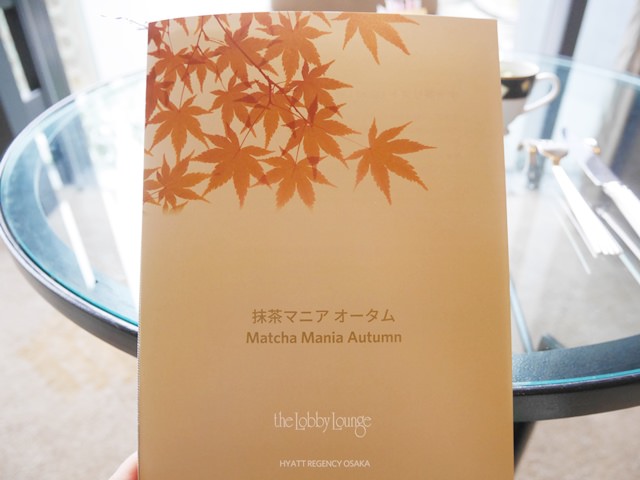 抹茶マニア オータム
Matcha Mania Autumn
the Lobby Lounge
HYATT REGENCY OSAKA